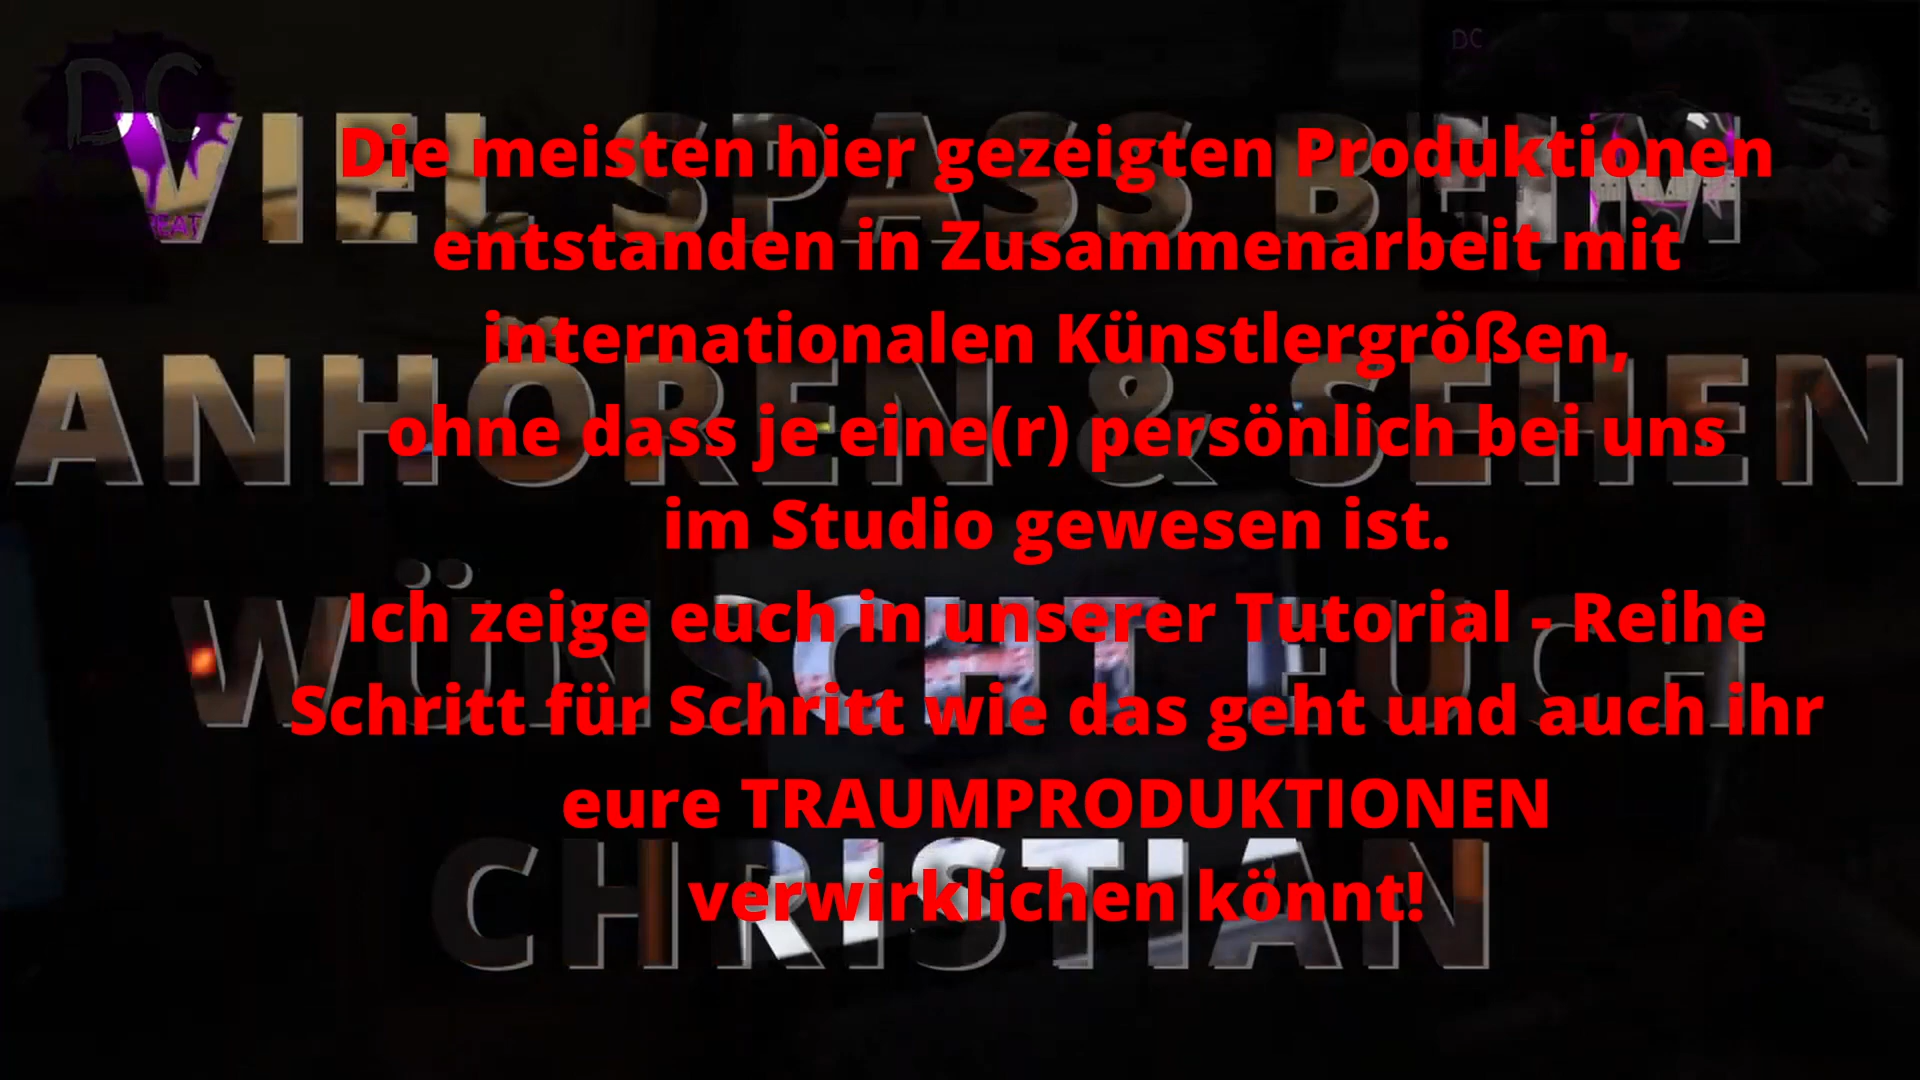 DC
DC
BEAT
VIEL SPASS BEIM
ANHÖREN & SEHEN
WÜNSCHT EUCH
CHRISTIAN
Die meisten hier gezeigten Produktionen
entstanden in Zusammenarbeit mit
internationalen Künstlergrößen,
ohne dass je eine(r) persönlich bei uns
im Studio gewesen ist.
Ich zeige euch in unserer Tutorial - Reihe
Schritt für Schritt wie das geht und auch ihr
eure TRAUMPRODUKTIONEN
verwirklichen könnt!